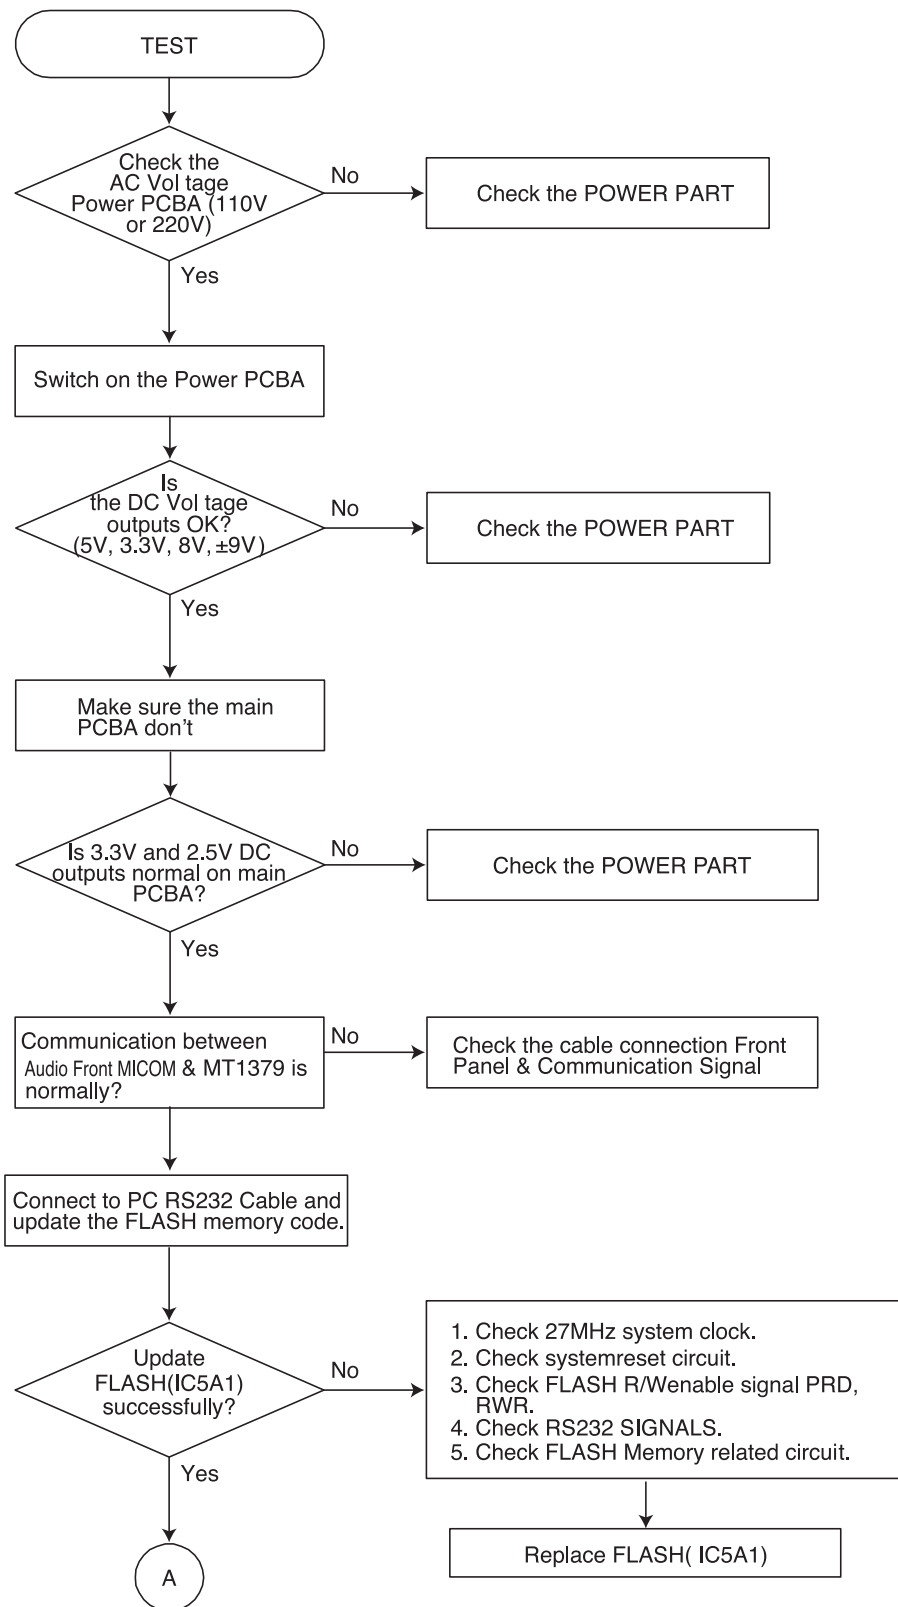 TEST
Check the
AC Vol tage
Power PCBA (110V
or 220V)
No
Check the POWER PART
Yes
Switch on the Power PCBA
Is
the DC Vol tage
outputs OK?
(5V, 3.3V, 8V, ±9V)
No
Check the POWER PART
Yes
Make sure the main
PCBA don't
Is 3.3V and 2.5V DC
outputs normal on main
PCBA?
No
Check the POWER PART
Yes
Communication between
Audio Front MICOM & MT1379 is
normally?
No
Check the cable connection Front
Panel & Communication Signal
Connect to PC RS232 Cable and
update the FLASH memory code.
Update
FLASH(IC5A1)
successfully?
No
1. Check 27MHz system clock.
2. Check systemreset circuit.
3. Check FLASH R/Wenable signal PRD,
RWR.
4. Check RS232 SIGNALS.
5. Check FLASH Memory related circuit.
Yes
Replace FLASH( IC5A1)
A